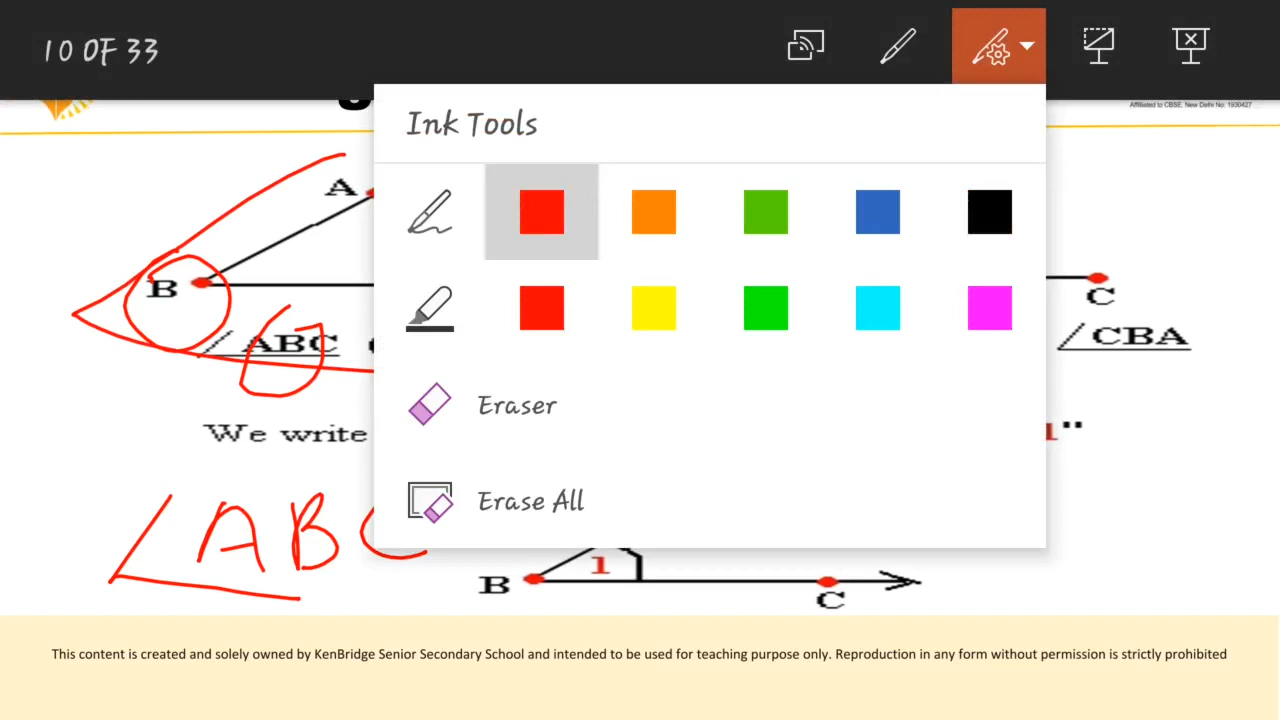 10 OF 33
Affiliated to CBSE, New Delhi No: 1930427
Ink Tools
A
B
C
∠ABC
∠CBA
Eraser
We write
1"
Erase All
∠ABC
1
B
C
This content is created and solely owned by KenBridge Senior Secondary School and intended to be used for teaching purpose only. Reproduction in any form without permission is strictly prohibited